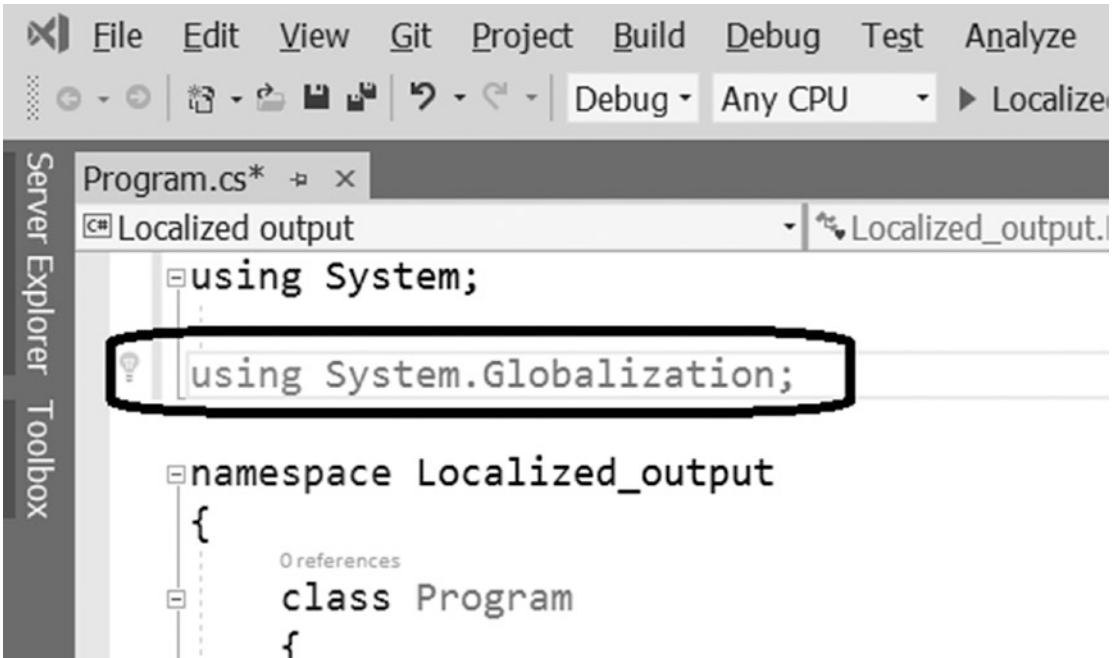 File Edit View Git Project Build Debug Test Analyze
Debug Any CPU
Program.cs*
C# Localized output Localized_output.
using System;
using System.Globalization;
namespace Localized_output
{
0 references
class Program
{
Server Explorer
Toolbox